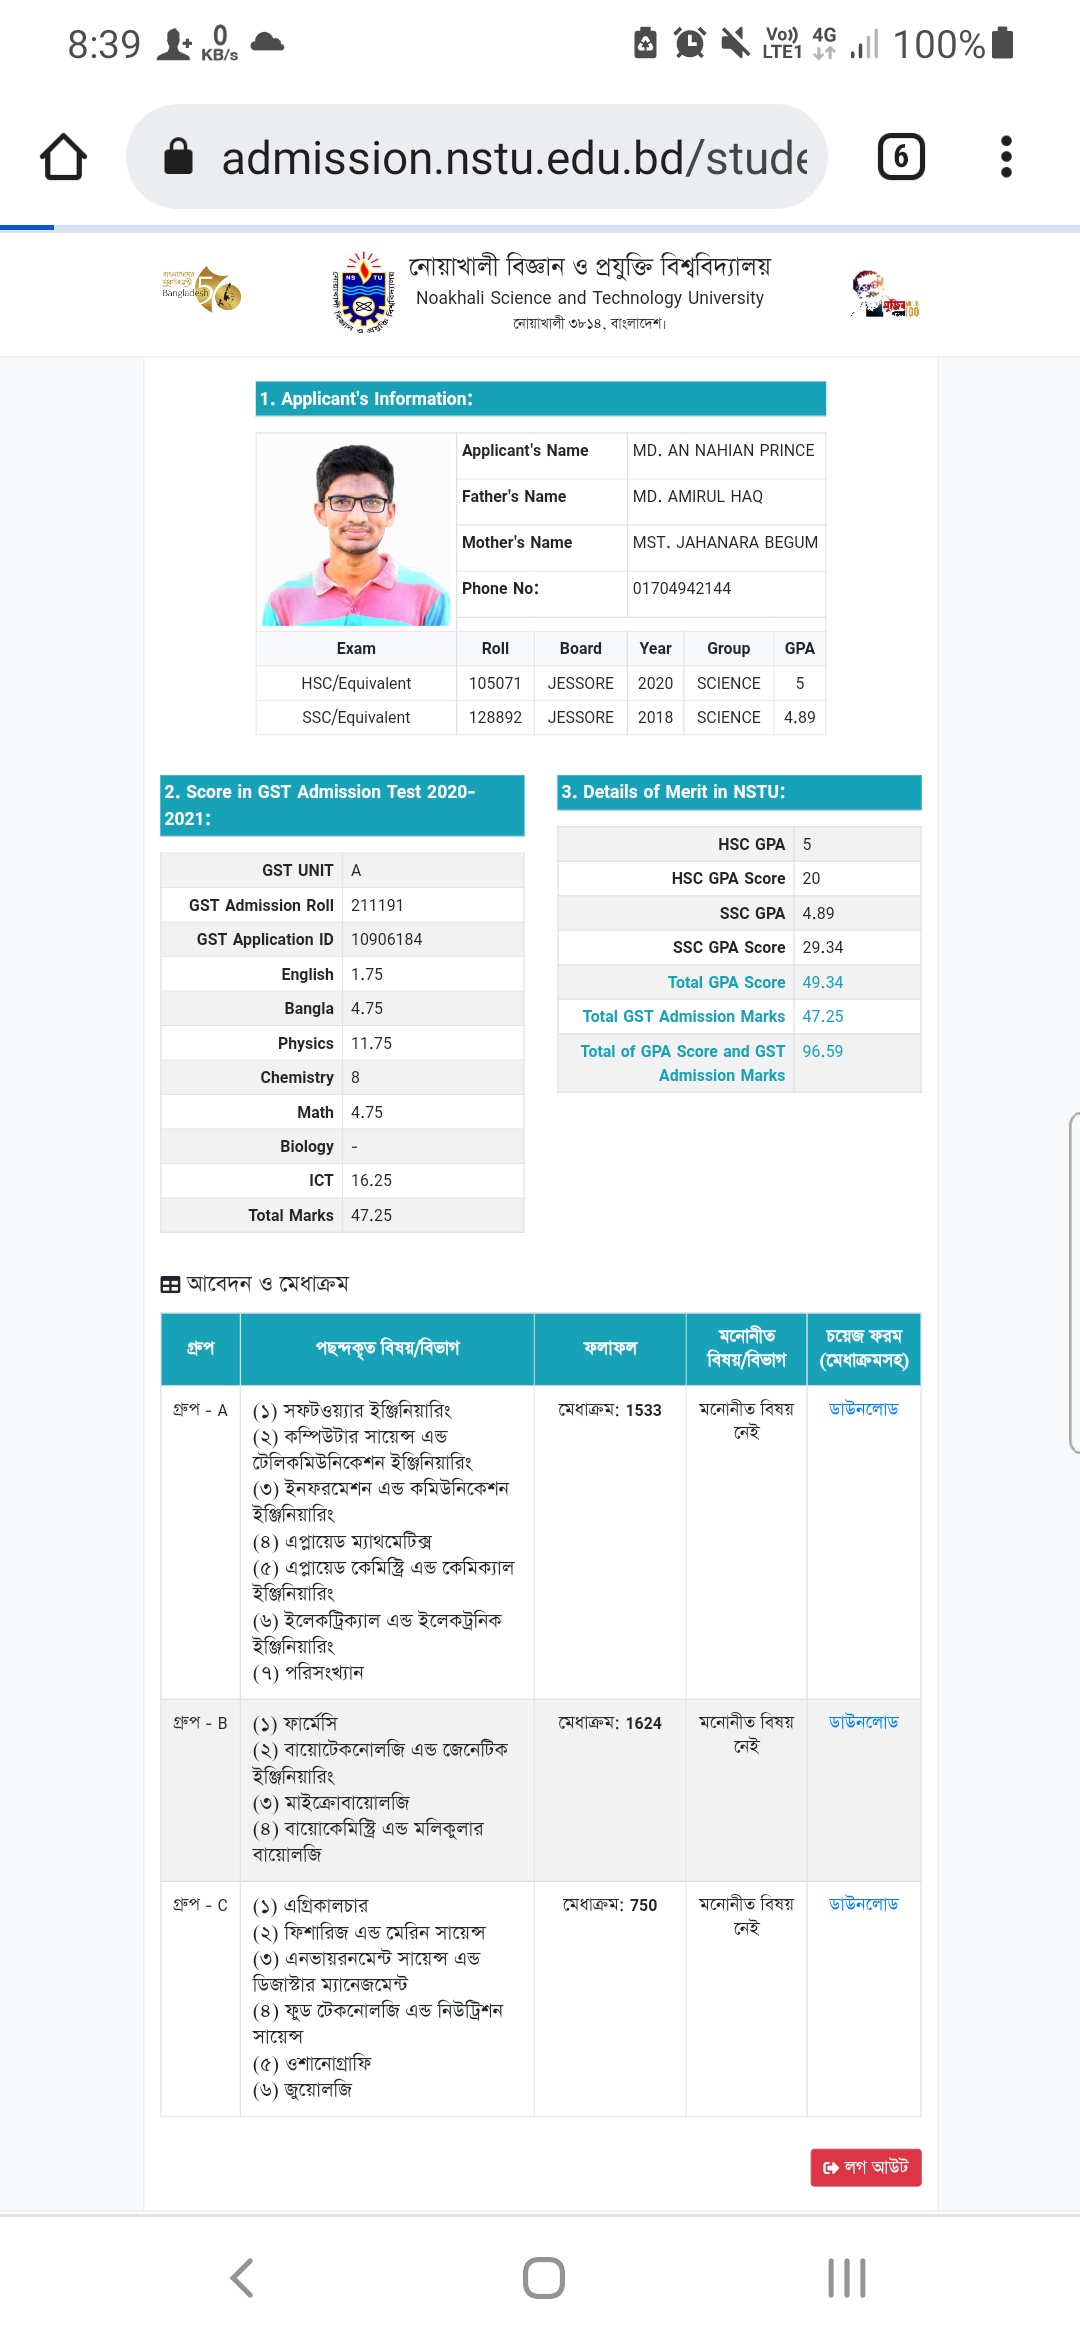 8:39
0
KB/s
Vo))
LTE1
4G
100%
admission.nstu.edu.bd/stude
6
Bangladesh
50
NS TU
100
নোয়াখালী বিজ্ঞান ও প্রযুক্তি বিশ্ববিদ্যালয়
Noakhali Science and Technology University
নোয়াখালী ৩৮১৪, বাংলাদেশ।
1. Applicant's Information:
Applicant's Name MD. AN NAHIAN PRINCE
Father's Name MD. AMIRUL HAQ
Mother's Name MST. JAHANARA BEGUM
Phone No: 01704942144
Exam Roll Board Year Group GPA
HSC/Equivalent 105071 JESSORE 2020 SCIENCE 5
SSC/Equivalent 128892 JESSORE 2018 SCIENCE 4.89
2. Score in GST Admission Test 2020-
2021:
GST UNIT A
GST Admission Roll 211191
GST Application ID 10906184
English 1.75
Bangla 4.75
Physics 11.75
Chemistry 8
Math 4.75
Biology -
ICT 16.25
Total Marks 47.25
3. Details of Merit in NSTU:
HSC GPA 5
HSC GPA Score 20
SSC GPA 4.89
SSC GPA Score 29.34
Total GPA Score 49.34
Total GST Admission Marks 47.25
Total of GPA Score and GST 96.59
Admission Marks
আবেদন ও মেধাক্রম
গ্রুপ
পছন্দকৃত বিষয়/বিভাগ
ফলাফল
মনোনীত
বিষয়/বিভাগ
চয়েজ ফরম
(মেধাক্রমসহ)
গ্রুপ - A
(১) সফটওয়্যার ইঞ্জিনিয়ারিং
(২) কম্পিউটার সায়েন্স এন্ড
টেলিকমিউনিকেশন ইঞ্জিনিয়ারিং
(৩) ইনফরমেশন এন্ড কমিউনিকেশন
ইঞ্জিনিয়ারিং
(৪) এপ্লায়েড ম্যাথমেটিক্স
(৫) এপ্লায়েড কেমিস্ট্রি এন্ড কেমিক্যাল
ইঞ্জিনিয়ারিং
(৬) ইলেকট্রিক্যাল এন্ড ইলেকট্রনিক
ইঞ্জিনিয়ারিং
(৭) পরিসংখ্যান
মেধাক্রম: 1533
মনোনীত বিষয়
নেই
ডাউনলোড
গ্রুপ - B
(১) ফার্মেসি
(২) বায়োটেকনোলজি এন্ড জেনেটিক
ইঞ্জিনিয়ারিং
(৩) মাইক্রোবায়োলজি
(৪) বায়োকেমিস্ট্রি এন্ড মলিকুলার
বায়োলজি
মেধাক্রম: 1624
মনোনীত বিষয়
নেই
ডাউনলোড
গ্রুপ - C
(১) এগ্রিকালচার
(২) ফিশারিজ এন্ড মেরিন সায়েন্স
(৩) এনভায়রনমেন্ট সায়েন্স এন্ড
ডিজাস্টার ম্যানেজমেন্ট
(৪) ফুড টেকনোলজি এন্ড নিউট্রিশন
সায়েন্স
(৫) ওশানোগ্রাফি
(৬) জুয়োলজি
মেধাক্রম: 750
মনোনীত বিষয়
নেই
ডাউনলোড
লগ আউট